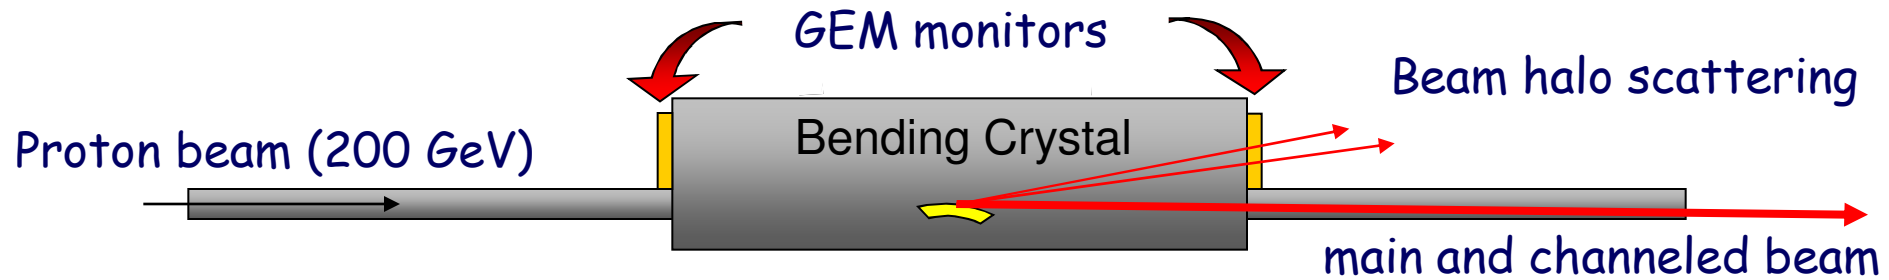 GEM monitors
Beam halo scattering
Proton beam (200 GeV)
Bending Crystal
main and channeled beam